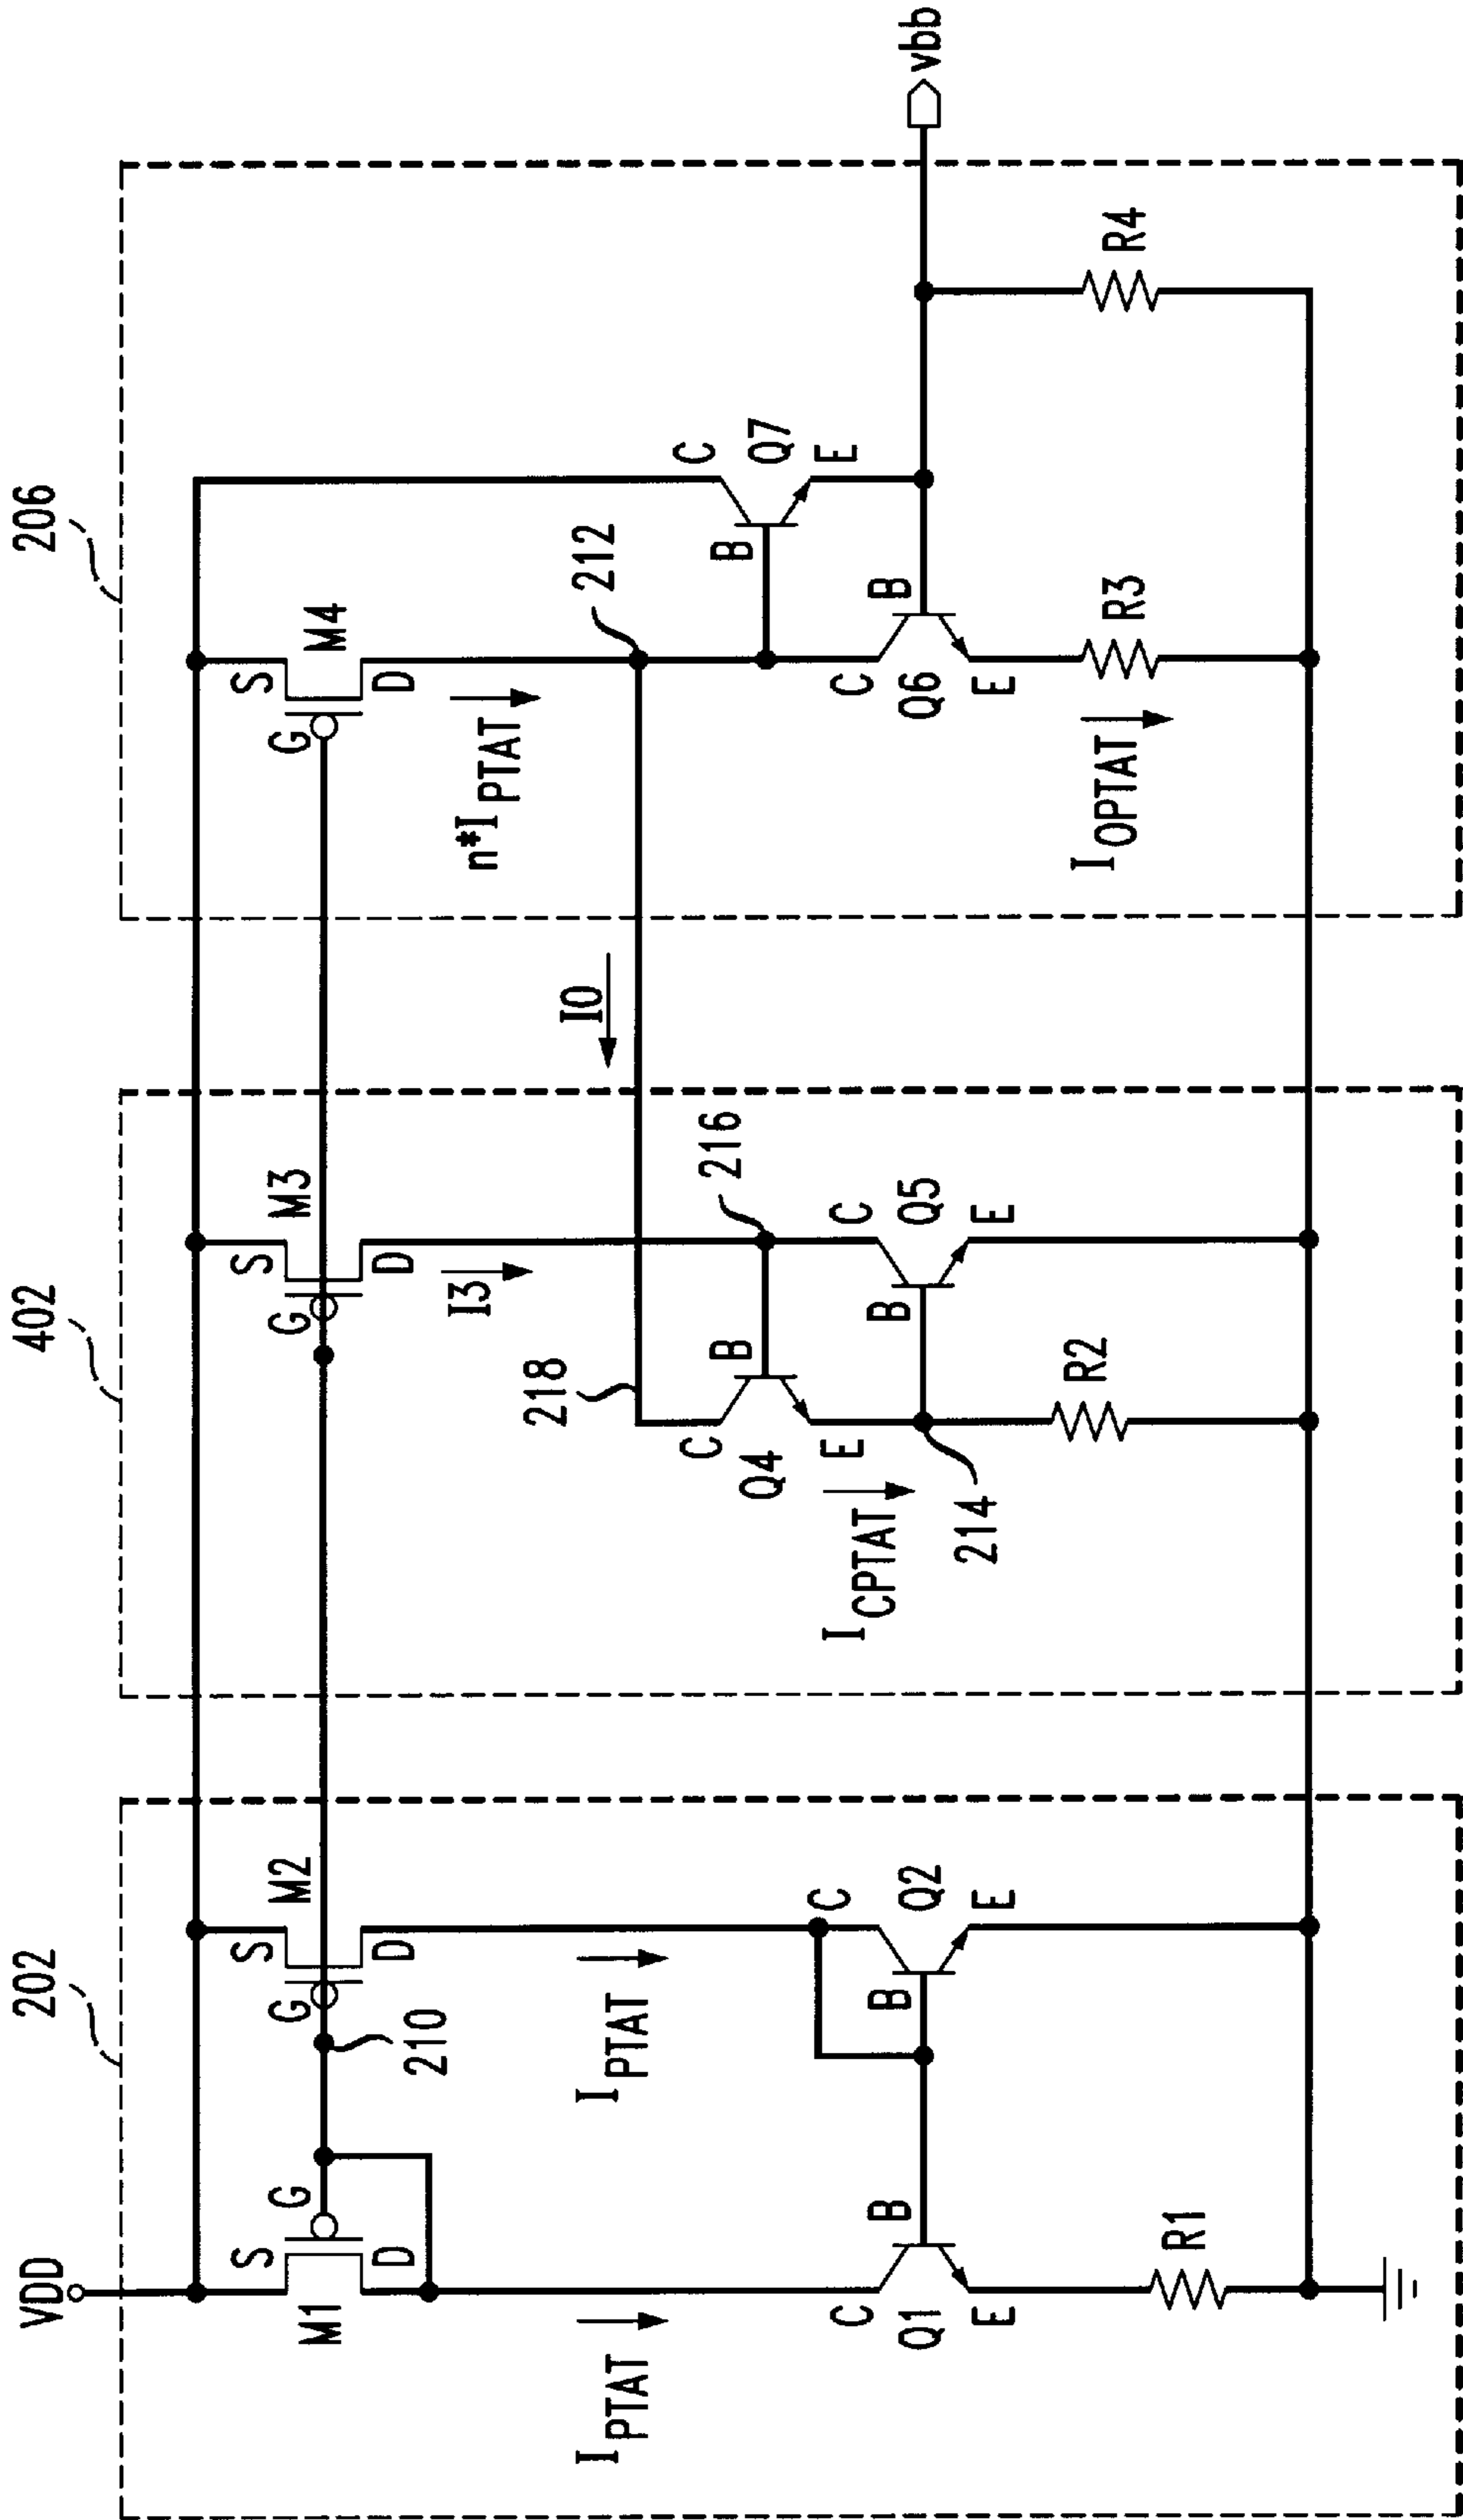 202
402
206
VDD
S
G
D
M1
S
G
D
M2
S
G
D
M3
S
G
D
M4
210
I PTAT
I PTAT
I3
n*I PTAT
218
I0
212
216
C
B
E
Q1
C
B
E
Q2
C
B
E
Q4
C
B
E
Q5
C
B
E
Q6
C
B
E
Q7
I CPTAT
214
I OPTAT
R1
R2
R3
R4
vbb